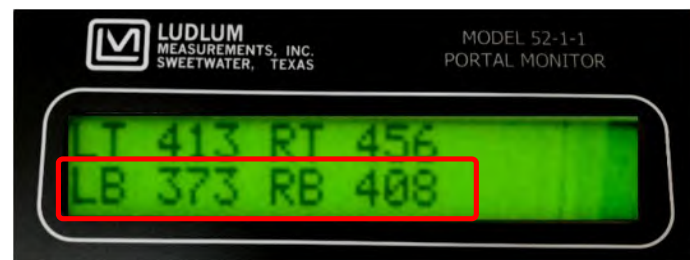 LUDLUM
MEASUREMENTS, INC.
SWEETWATER, TEXAS
MODEL 52-1-1
PORTAL MONITOR
LT 413 RT 456
LB 373 RB 408